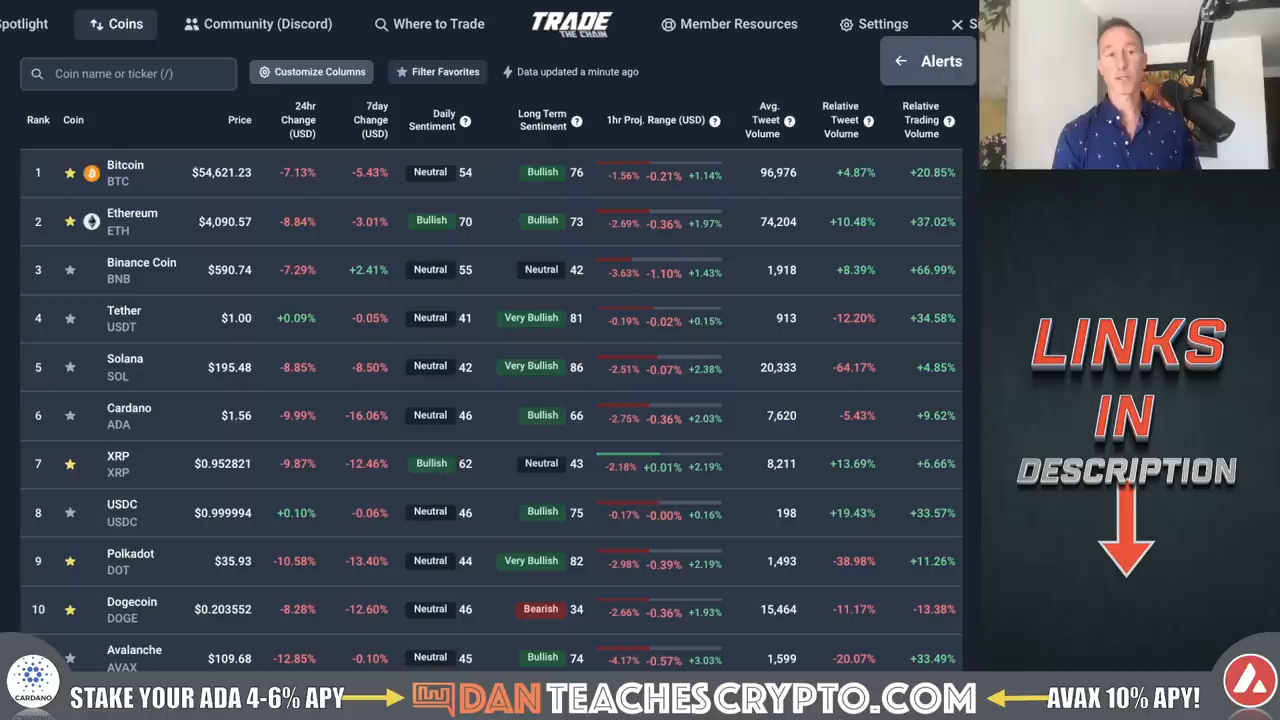 potlight Coins Community (Discord) Where to Trade TRADE THE CHAIN Member Resources Settings S
Coin name or ticker (/) Customize Columns Filter Favorites Data updated a minute ago Alerts
Rank Coin Price 24hr Change (USD) 7day Change (USD) Daily Sentiment ? Long Term Sentiment ? 1hr Proj. Range (USD) ? Avg. Tweet Volume ? Relative Tweet Volume ? Relative Trading Volume ?
1 Bitcoin BTC $54,621.23 -7.13% -5.43% Neutral 54 Bullish 76 -1.56% -0.21% +1.14% 96,976 +4.87% +20.85%
2 Ethereum ETH $4,090.57 -8.84% -3.01% Bullish 70 Bullish 73 -2.69% -0.36% +1.97% 74,204 +10.48% +37.02%
3 Binance Coin BNB $590.74 -7.29% +2.41% Neutral 55 Neutral 42 -3.63% -1.10% +1.43% 1,918 +8.39% +66.99%
4 Tether USDT $1.00 +0.09% -0.05% Neutral 41 Very Bullish 81 -0.19% -0.02% +0.15% 913 -12.20% +34.58%
5 Solana SOL $195.48 -8.85% -8.50% Neutral 42 Very Bullish 86 -2.51% -0.07% +2.38% 20,333 -64.17% +4.85%
6 Cardano ADA $1.56 -9.99% -16.06% Neutral 46 Bullish 66 -2.75% -0.36% +2.03% 7,620 -5.43% +9.62%
7 XRP XRP $0.952821 -9.87% -12.46% Bullish 62 Neutral 43 -2.18% +0.01% +2.19% 8,211 +13.69% +6.66%
8 USDC USDC $0.999994 +0.10% -0.06% Neutral 46 Bullish 75 -0.17% -0.00% +0.16% 198 +19.43% +33.57%
9 Polkadot DOT $35.93 -10.58% -13.40% Neutral 44 Very Bullish 82 -2.98% -0.39% +2.19% 1,493 -38.98% +11.26%
10 Dogecoin DOGE $0.203552 -8.28% -12.60% Neutral 46 Bearish 34 -2.66% -0.36% +1.93% 15,464 -11.17% -13.38%
Avalanche AVAX $109.68 -12.85% -0.10% Neutral 45 Bullish 74 -4.17% -0.57% +3.03% 1,599 -20.07% +33.49%
LINKS
IN
DESCRIPTION
CARDANO STAKE YOUR ADA 4-6% APY DANTEACHESCRYPTO.COM AVAX 10% APY!